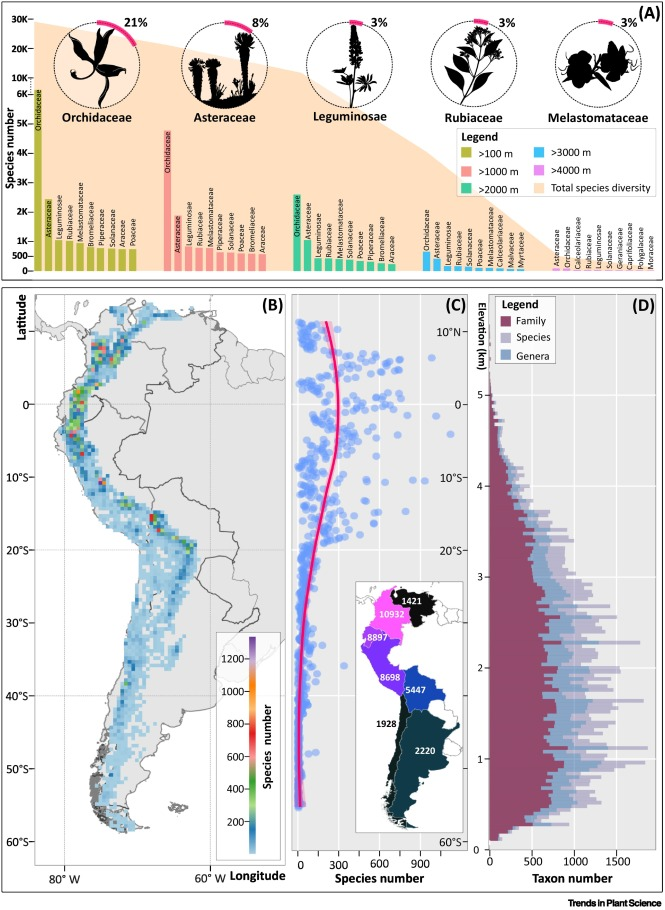 (A)
21%
8%
3%
3%
3%
30K
20K
10K
6K
5K
4K
3K
2K
1K
500
0
Species number
Orchidaceae
Asteraceae
Leguminosae
Rubiaceae
Melastomataceae
Legend
>100 m
>1000 m
>2000 m
>3000 m
>4000 m
Total species diversity
Orchidaceae
Asteraceae
Leguminosae
Rubiaceae
Melastomataceae
Bromeliaceae
Piperaceae
Solanaceae
Araceae
Poaceae
Orchidaceae
Asteraceae
Leguminosae
Rubiaceae
Melastomataceae
Piperaceae
Solanaceae
Poaceae
Bromeliaceae
Araceae
Orchidaceae
Asteraceae
Leguminosae
Rubiaceae
Melastomataceae
Solanaceae
Poaceae
Piperaceae
Bromeliaceae
Araceae
Orchidaceae
Asteraceae
Leguminosae
Rubiaceae
Solanaceae
Poaceae
Melastomataceae
Calceolariaceae
Malvaceae
Myrtaceae
Asteraceae
Orchidaceae
Calceolariaceae
Rubiaceae
Leguminosae
Solanaceae
Geraniaceae
Caprifoliaceae
Polygalaceae
Moraceae
(B)
Latitude
0
10°S
20°S
30°S
40°S
50°S
60°S
80° W
60° W
Longitude
1200
1000
800
600
400
200
Species number
(C)
10°N
0
10°S
20°S
60°S
1421
10932
8897
8698
5447
1928
2220
0
300
600
900
Species number
(D)
Elevation (km)
Legend
Family
Species
Genera
5
4
3
2
1
0
500
1000
1500
Taxon number
Trends in Plant Science